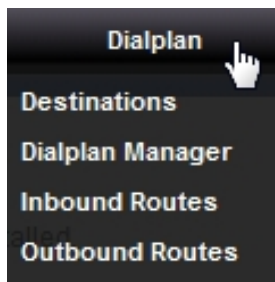 Dialplan
Destinations
Dialplan Manager
Inbound Routes
Outbound Routes